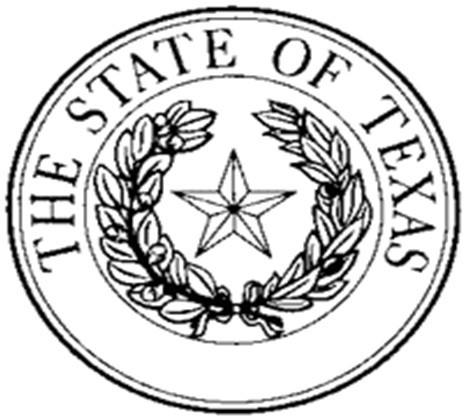 THE STATE OF TEXAS